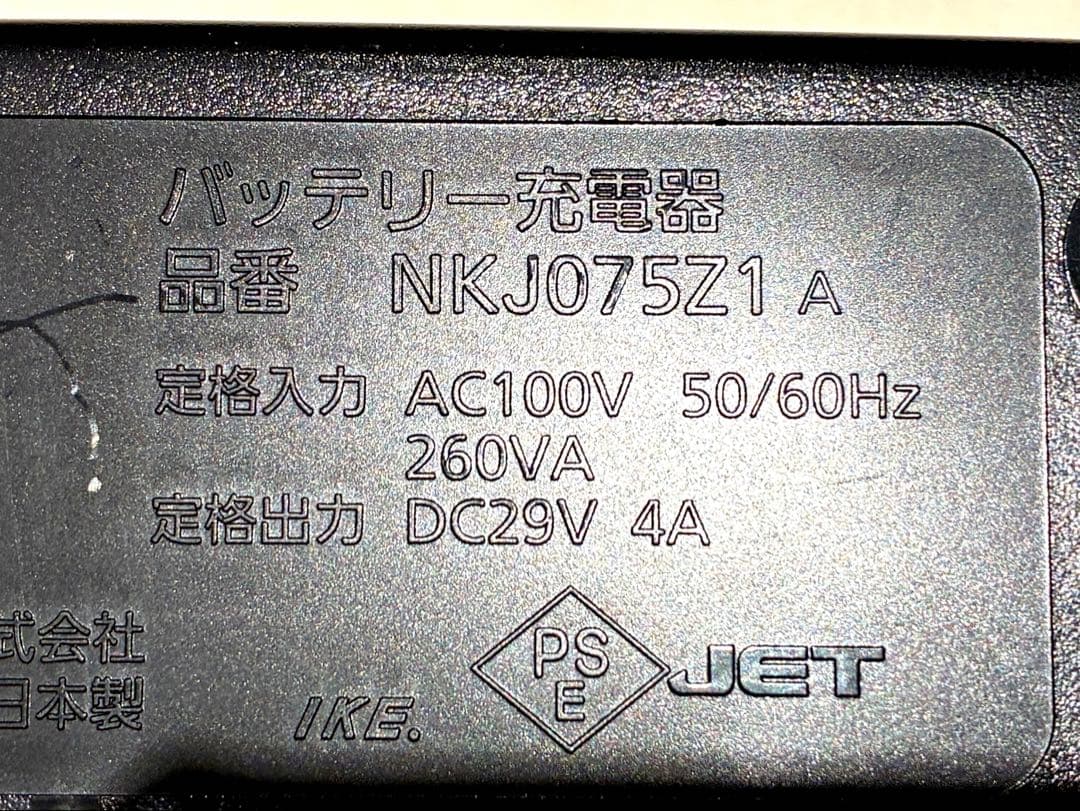 バッテリー充電器
品番 NKJ075Z1 A
定格入力 AC100V 50/60Hz
260VA
定格出力 DC29V 4A
式会社
日本製
IKE.
PS
E
JET